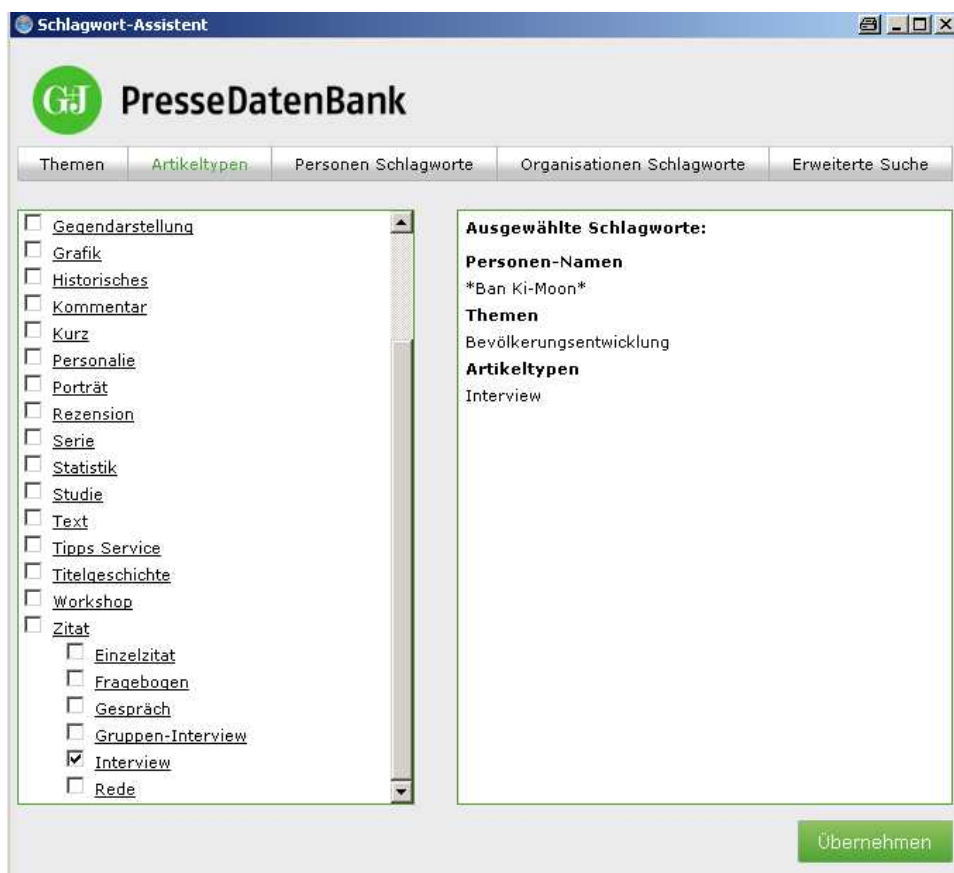 Schlagwort-Assistent
G+J PresseDatenBank
Themen Artikeltypen Personen Schlagworte Organisationen Schlagworte Erweiterte Suche
Gegendarstellung
Grafik
Historisches
Kommentar
Kurz
Personalie
Porträt
Rezension
Serie
Statistik
Studie
Text
Tipps Service
Titelgeschichte
Workshop
Zitat
Einzelzitat
Fragebogen
Gespräch
Gruppen-Interview
Interview
Rede
Ausgewählte Schlagworte:
Personen-Namen
*Ban Ki-Moon*
Themen
Bevölkerungsentwicklung
Artikeltypen
Interview
Übernehmen